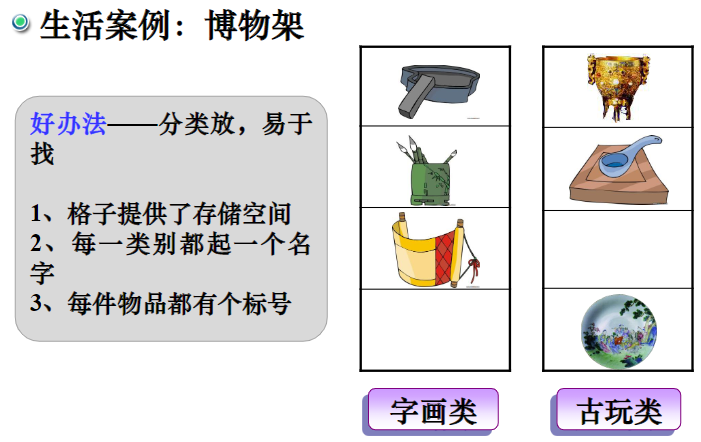 生活案例：博物架
好办法——分类放，易于
找
1、格子提供了存储空间
2、每一类别都起一个名
字
3、每件物品都有个标号
字画类
古玩类